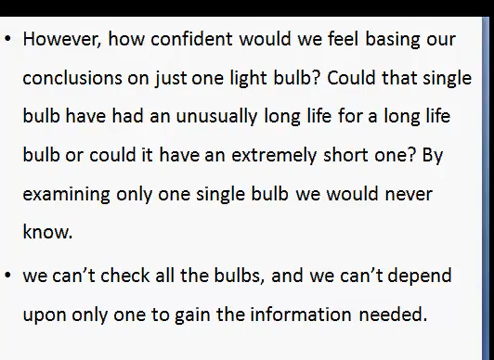 • However, how confident would we feel basing our
conclusions on just one light bulb? Could that single
bulb have had an unusually long life for a long life
bulb or could it have an extremely short one? By
examining only one single bulb we would never
know.
• we can't check all the bulbs, and we can't depend
upon only one to gain the information needed.